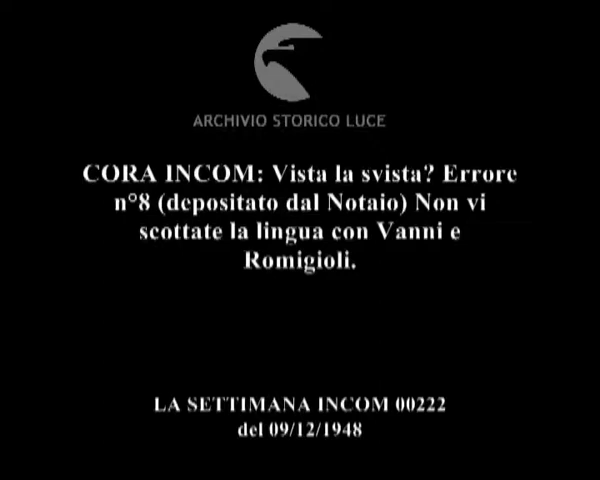 ARCHIVIO STORICO LUCE
CORA INCOM: Vista la svista? Errore
n°8 (depositato dal Notaio) Non vi
scottate la lingua con Vanni e
Romigioli.
LA SETTIMANA INCOM 00222
del 09/12/1948